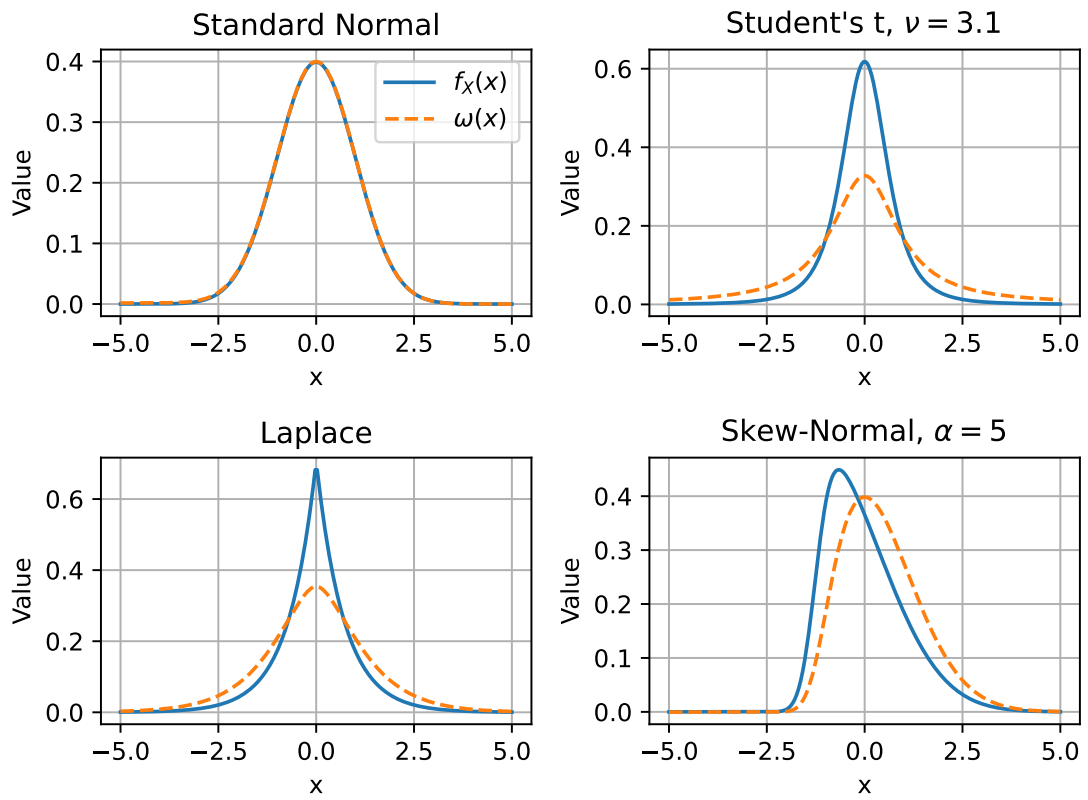 Standard Normal
0.4
0.3
0.2
0.1
0.0
Value
−5.0 −2.5 0.0 2.5 5.0
x
f_X(x)
ω(x)
Student's t, ν = 3.1
0.6
0.4
0.2
0.0
Value
−5.0 −2.5 0.0 2.5 5.0
x
Laplace
0.6
0.4
0.2
0.0
Value
−5.0 −2.5 0.0 2.5 5.0
x
Skew-Normal, α = 5
0.4
0.3
0.2
0.1
0.0
Value
−5.0 −2.5 0.0 2.5 5.0
x